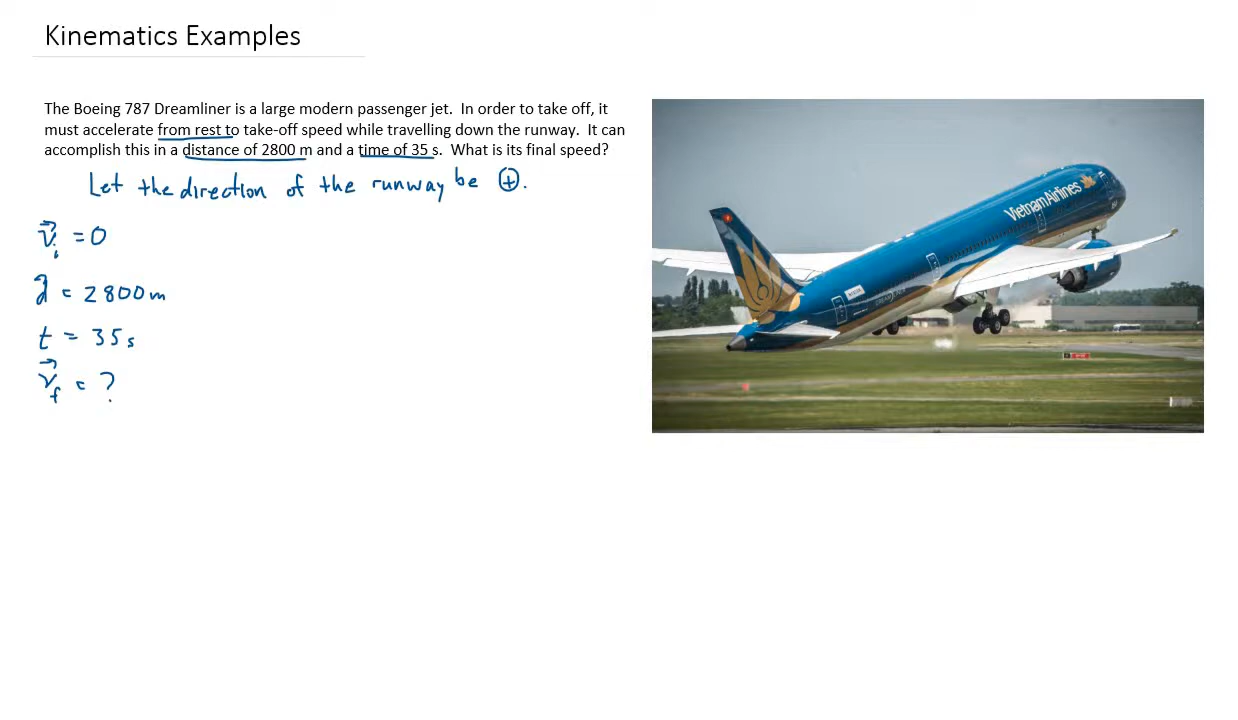 Kinematics Examples
The Boeing 787 Dreamliner is a large modern passenger jet. In order to take off, it
must accelerate from rest to take-off speed while travelling down the runway. It can
accomplish this in a distance of 2800 m and a time of 35 s. What is its final speed?
Let the direction of the runway be ⊕.
v⃗ᵢ = 0
d⃗ = 2800m
t = 35s
v⃗f = ?
Vietnam Airlines